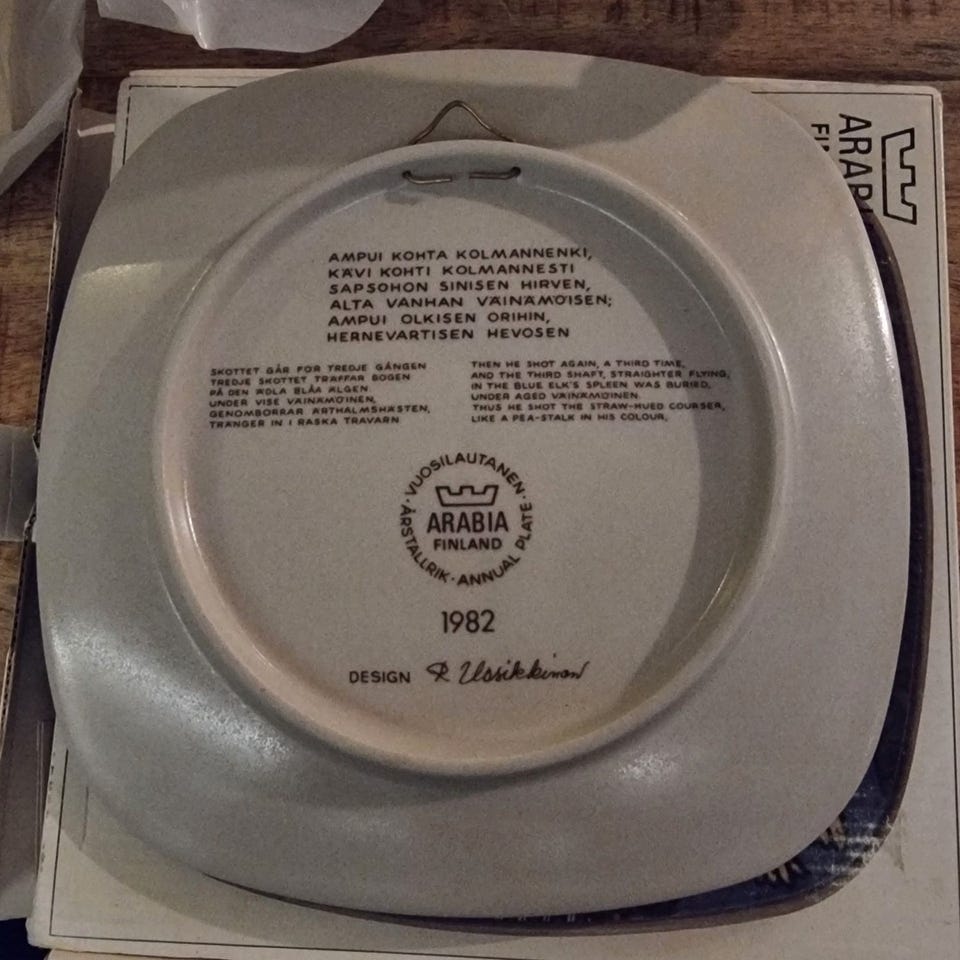 AMPUI KOHTA KOLMANNENKI,
KÄVI KOHTI KOLMANNESTI
SAPSOHON SINISEN HIRVEN,
ALTA VANHAN VÄINÄMÖISEN;
AMPUI OLKISEN ORIHIN,
HERNEVARTISEN HEVOSEN
SKOTTET GÅR FÖR TREDJE GÅNGEN
TREDJE SKOTTET TRÄFFAR BOGEN
PÅ DEN ÄDLA BLÅA ÄLGEN
UNDER VISE VÄINÄMÖINEN,
GENOMBORRAR ÄRTHALMSHÄSTEN,
TRÄNGER IN I RASKA TRAVARN
THEN HE SHOT AGAIN, A THIRD TIME,
AND THE THIRD SHAFT, STRAIGHTER FLYING,
IN THE BLUE ELK'S SPLEEN WAS BURIED,
UNDER AGED VÄINÄMÖINEN.
THUS HE SHOT THE STRAW-HUED COURSER,
LIKE A PEA-STALK IN HIS COLOUR,
· VUOSILAUTANEN ·
ARABIA
FINLAND
ÅRSTALLRIK · ANNUAL PLATE
1982
DESIGN R Uosikkinen
ARABI
FI